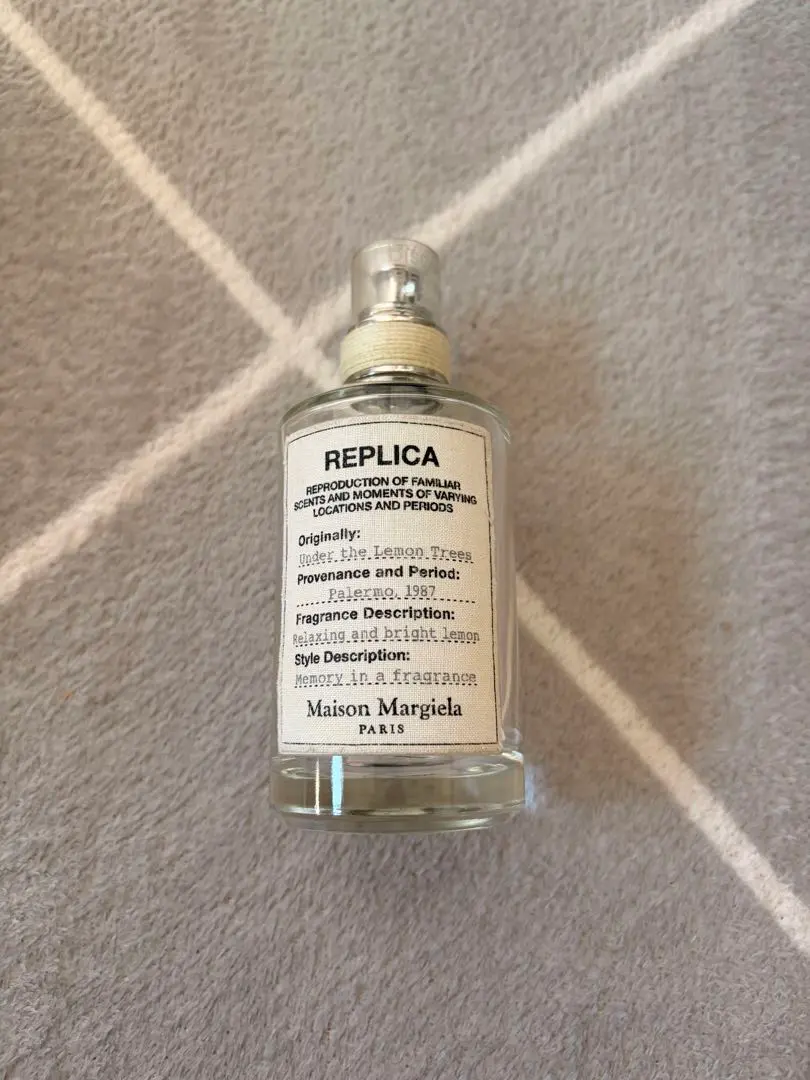 REPLICA
REPRODUCTION OF FAMILIAR
SCENTS AND MOMENTS OF VARYING
LOCATIONS AND PERIODS
Originally:
Under the Lemon Trees
Provenance and Period:
Palermo, 1987
Fragrance Description:
Relaxing and bright lemon
Style Description:
Memory in a fragrance
Maison Margiela
PARIS